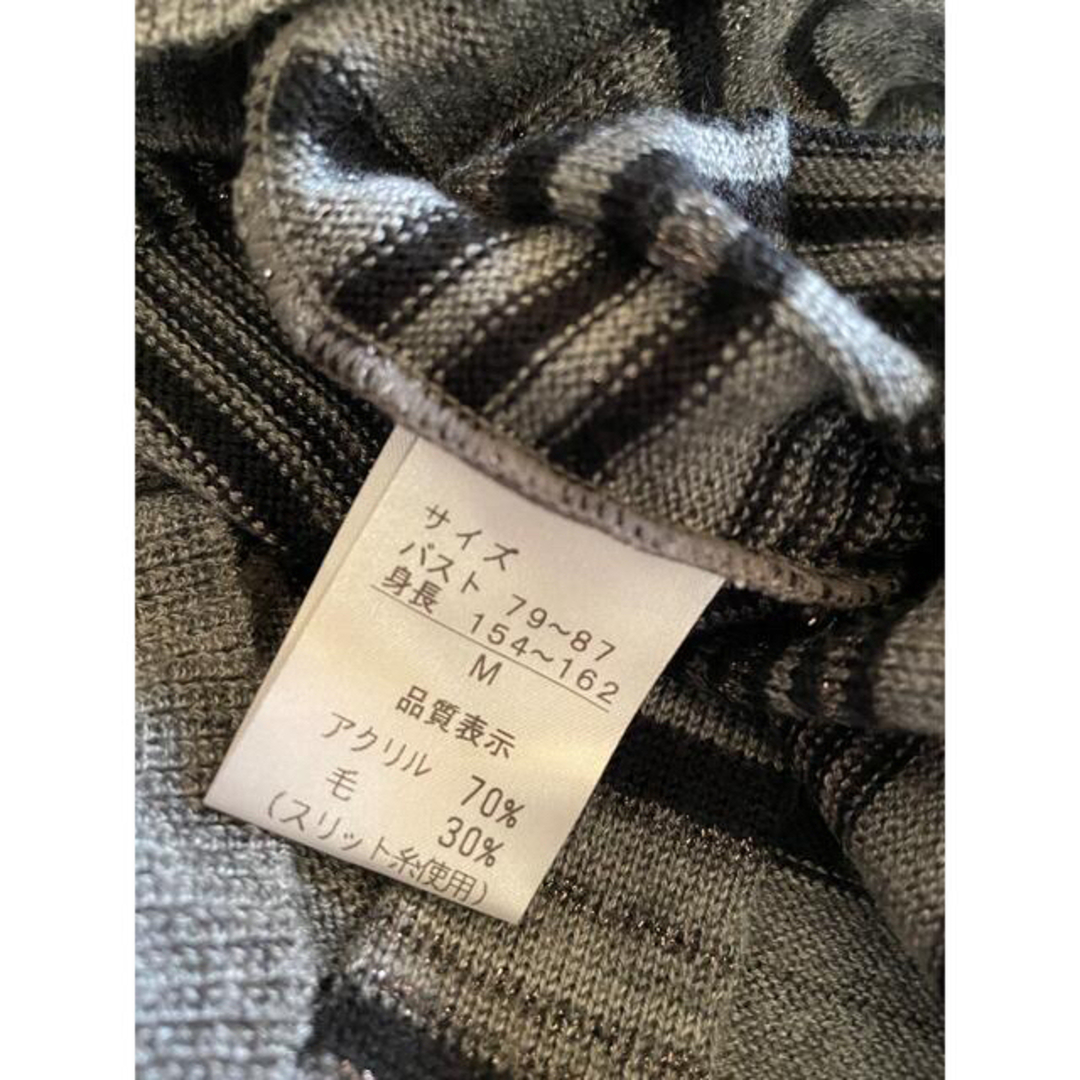 サイズ
バスト 79~87
身長 154~162
M
品質表示
アクリル 70%
毛 30%
(スリット糸使用)